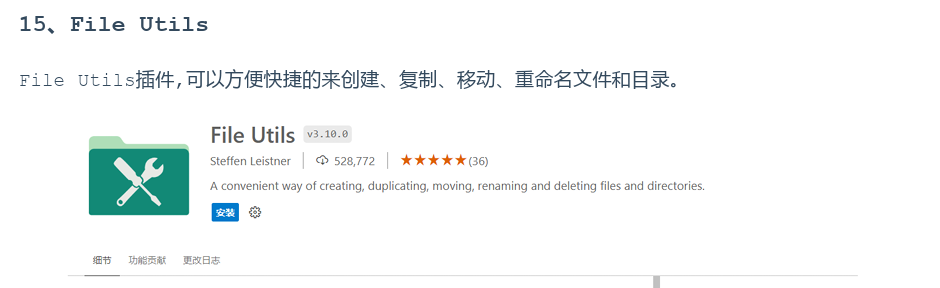 15、File Utils
File Utils插件,可以方便快捷的来创建、复制、移动、重命名文件和目录。
File Utils v3.10.0
Steffen Leistner 528,772 ★★★★★(36)
A convenient way of creating, duplicating, moving, renaming and deleting files and directories.
安装
细节 功能贡献 更改日志